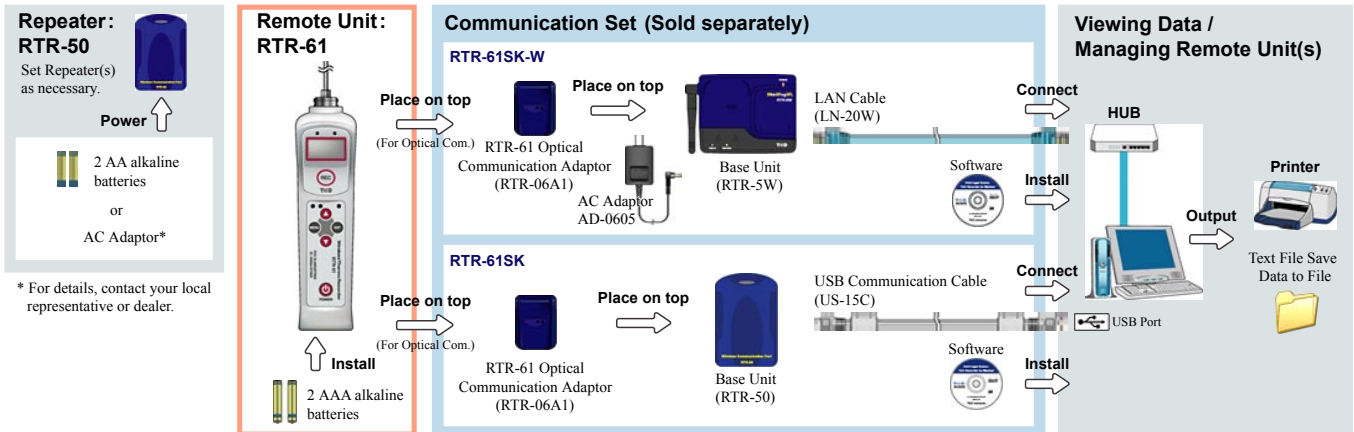 Repeater:
RTR-50
Set Repeater(s)
as necessary.
Power
2 AA alkaline
batteries
or
AC Adaptor*
* For details, contact your local
representative or dealer.
Remote Unit:
RTR-61
REC
T&D
POWER
Install
2 AAA alkaline
batteries
Place on top
(For Optical Com.)
Place on top
(For Optical Com.)
Communication Set (Sold separately)
RTR-61SK-W
RTR-61 Optical
Communication Adaptor
(RTR-06A1)
Place on top
AC Adaptor
AD-0605
Base Unit
(RTR-5W)
LAN Cable
(LN-20W)
Connect
Software
Install
RTR-61SK
RTR-61 Optical
Communication Adaptor
(RTR-06A1)
Place on top
Wireless Communication Port
RTR-50
Base Unit
(RTR-50)
USB Communication Cable
(US-15C)
Connect
Software
Install
Viewing Data /
Managing Remote Unit(s)
HUB
USB Port
Output
Printer
Text File Save
Data to File